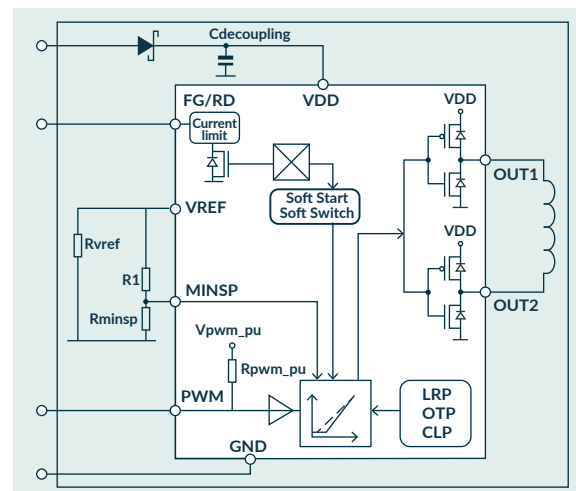 Cdecoupling
FG/RD
VDD
VDD
Current
limit
OUT1
Soft Start
Soft Switch
VREF
Rvref
VDD
R1
MINSP
OUT2
Rminsp
Vpwm_pu
Rpwm_pu
PWM
LRP
OTP
CLP
GND